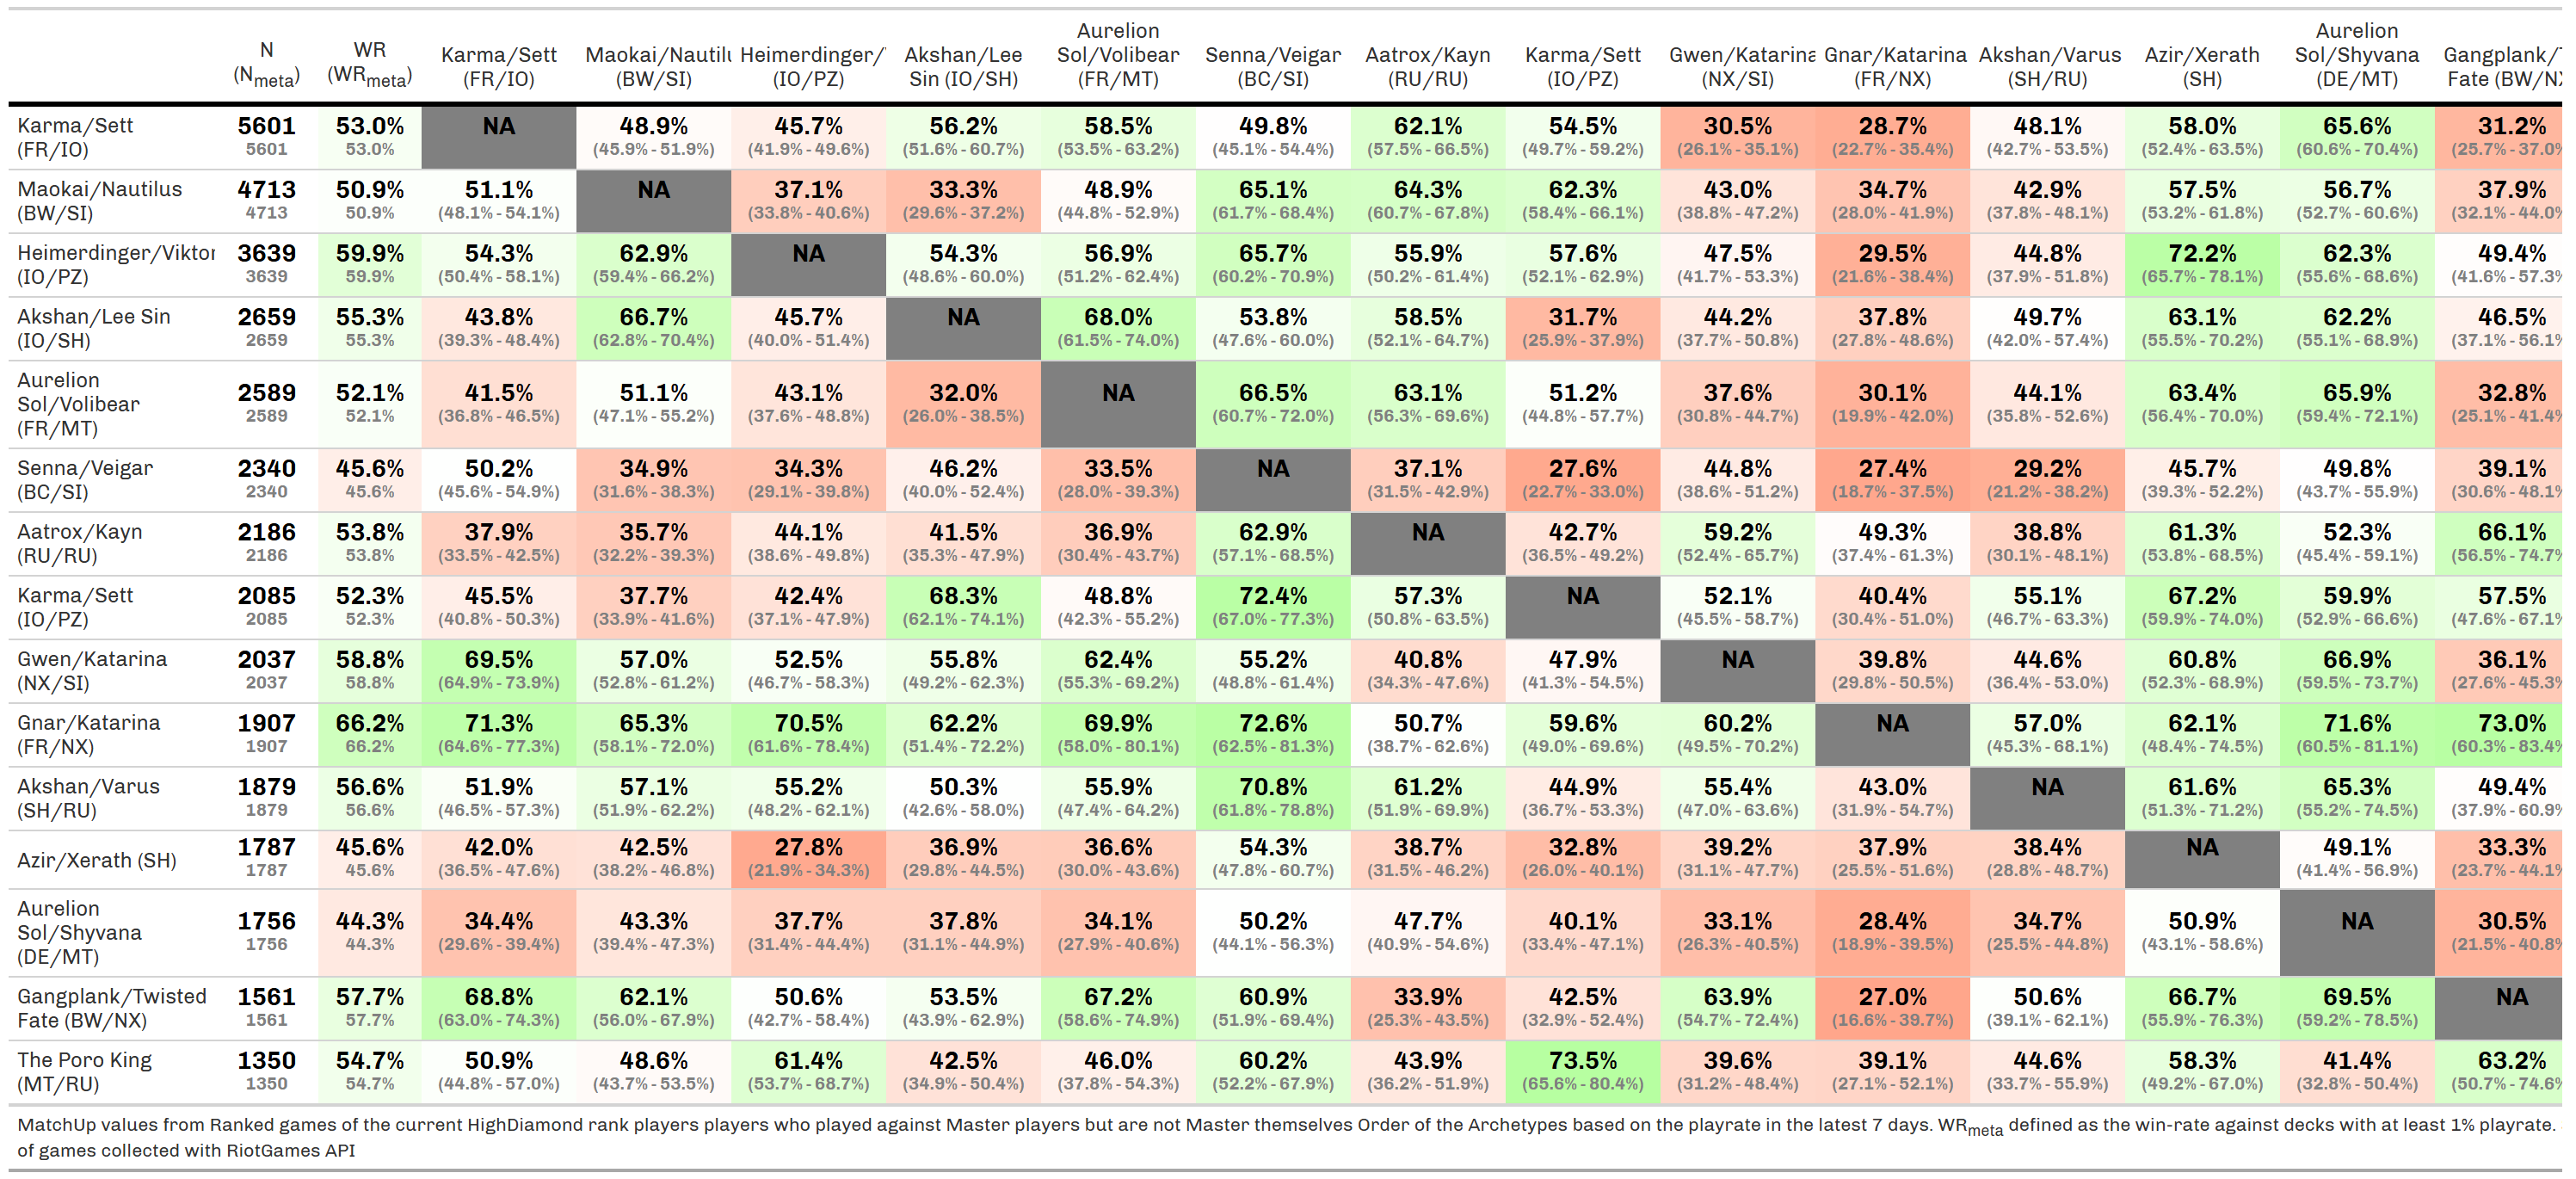 Aurelion Aurelion
N WR Karma/Sett Maokai/Nautilu Heimerdinger/ Akshan/Lee Sol/Volibear Senna/Veigar Aatrox/Kayn Karma/Sett Gwen/Katarina Gnar/Katarina Akshan/Varus Azir/Xerath Sol/Shyvana Gangplank/
(Nmeta) (WRmeta) (FR/IO) (BW/SI) (IO/PZ) Sin (IO/SH) (FR/MT) (BC/SI) (RU/RU) (IO/PZ) (NX/SI) (FR/NX) (SH/RU) (SH) (DE/MT) Fate (BW/NX
Karma/Sett 5601 53.0% NA 48.9% 45.7% 56.2% 58.5% 49.8% 62.1% 54.5% 30.5% 28.7% 48.1% 58.0% 65.6% 31.2%
(FR/IO) 5601 53.0% (45.9% - 51.9%) (41.9% - 49.6%) (51.6% - 60.7%) (53.5% - 63.2%) (45.1% - 54.4%) (57.5% - 66.5%) (49.7% - 59.2%) (26.1% - 35.1%) (22.7% - 35.4%) (42.7% - 53.5%) (52.4% - 63.5%) (60.6% - 70.4%) (25.7% - 37.0%
Maokai/Nautilus 4713 50.9% 51.1% NA 37.1% 33.3% 48.9% 65.1% 64.3% 62.3% 43.0% 34.7% 42.9% 57.5% 56.7% 37.9%
(BW/SI) 4713 50.9% (48.1% - 54.1%) (33.8% - 40.6%) (29.6% - 37.2%) (44.8% - 52.9%) (61.7% - 68.4%) (60.7% - 67.8%) (58.4% - 66.1%) (38.8% - 47.2%) (28.0% - 41.9%) (37.8% - 48.1%) (53.2% - 61.8%) (52.7% - 60.6%) (32.1% - 44.0%
Heimerdinger/Viktor 3639 59.9% 54.3% 62.9% NA 54.3% 56.9% 65.7% 55.9% 57.6% 47.5% 29.5% 44.8% 72.2% 62.3% 49.4%
(IO/PZ) 3639 59.9% (50.4% - 58.1%) (59.4% - 66.2%) (48.6% - 60.0%) (51.2% - 62.4%) (60.2% - 70.9%) (50.2% - 61.4%) (52.1% - 62.9%) (41.7% - 53.3%) (21.6% - 38.4%) (37.9% - 51.8%) (65.7% - 78.1%) (55.6% - 68.6%) (41.6% - 57.3%
Akshan/Lee Sin 2659 55.3% 43.8% 66.7% 45.7% NA 68.0% 53.8% 58.5% 31.7% 44.2% 37.8% 49.7% 63.1% 62.2% 46.5%
(IO/SH) 2659 55.3% (39.3% - 48.4%) (62.8% - 70.4%) (40.0% - 51.4%) (61.5% - 74.0%) (47.6% - 60.0%) (52.1% - 64.7%) (25.9% - 37.9%) (37.7% - 50.8%) (27.8% - 48.6%) (42.0% - 57.4%) (55.5% - 70.2%) (55.1% - 68.9%) (37.1% - 56.1%
Aurelion
Sol/Volibear 2589 52.1% 41.5% 51.1% 43.1% 32.0% NA 66.5% 63.1% 51.2% 37.6% 30.1% 44.1% 63.4% 65.9% 32.8%
(FR/MT) 2589 52.1% (36.8% - 46.5%) (47.1% - 55.2%) (37.6% - 48.8%) (26.0% - 38.5%) (60.7% - 72.0%) (56.3% - 69.6%) (44.8% - 57.7%) (30.8% - 44.7%) (19.9% - 42.0%) (35.8% - 52.6%) (56.4% - 70.0%) (59.4% - 72.1%) (25.1% - 41.4%
Senna/Veigar 2340 45.6% 50.2% 34.9% 34.3% 46.2% 33.5% NA 37.1% 27.6% 44.8% 27.4% 29.2% 45.7% 49.8% 39.1%
(BC/SI) 2340 45.6% (45.6% - 54.9%) (31.6% - 38.3%) (29.1% - 39.8%) (40.0% - 52.4%) (28.0% - 39.3%) (31.5% - 42.9%) (22.7% - 33.0%) (38.6% - 51.2%) (18.7% - 37.5%) (21.2% - 38.2%) (39.3% - 52.2%) (43.7% - 55.9%) (30.6% - 48.1%
Aatrox/Kayn 2186 53.8% 37.9% 35.7% 44.1% 41.5% 36.9% 62.9% NA 42.7% 59.2% 49.3% 38.8% 61.3% 52.3% 66.1%
(RU/RU) 2186 53.8% (33.5% - 42.5%) (32.2% - 39.3%) (38.6% - 49.8%) (35.3% - 47.9%) (30.4% - 43.7%) (57.1% - 68.5%) (36.5% - 49.2%) (52.4% - 65.7%) (37.4% - 61.3%) (30.1% - 48.1%) (53.8% - 68.5%) (45.4% - 59.1%) (56.5% - 74.7%
Karma/Sett 2085 52.3% 45.5% 37.7% 42.4% 68.3% 48.8% 72.4% 57.3% NA 52.1% 40.4% 55.1% 67.2% 59.9% 57.5%
(IO/PZ) 2085 52.3% (40.8% - 50.3%) (33.9% - 41.6%) (37.1% - 47.9%) (62.1% - 74.1%) (42.3% - 55.2%) (67.0% - 77.3%) (50.8% - 63.5%) (45.5% - 58.7%) (30.4% - 51.0%) (46.7% - 63.3%) (59.9% - 74.0%) (52.9% - 66.6%) (47.6% - 67.1%
Gwen/Katarina 2037 58.8% 69.5% 57.0% 52.5% 55.8% 62.4% 55.2% 40.8% 47.9% NA 39.8% 44.6% 60.8% 66.9% 36.1%
(NX/SI) 2037 58.8% (64.9% - 73.9%) (52.8% - 61.2%) (46.7% - 58.3%) (49.2% - 62.3%) (55.3% - 69.2%) (48.8% - 61.4%) (34.3% - 47.6%) (41.3% - 54.5%) (29.8% - 50.5%) (36.4% - 53.0%) (52.3% - 68.9%) (59.5% - 73.7%) (27.6% - 45.3%
Gnar/Katarina 1907 66.2% 71.3% 65.3% 70.5% 62.2% 69.9% 72.6% 50.7% 59.6% 60.2% NA 57.0% 62.1% 71.6% 73.0%
(FR/NX) 1907 66.2% (64.6% - 77.3%) (58.1% - 72.0%) (61.6% - 78.4%) (51.4% - 72.2%) (58.0% - 80.1%) (62.5% - 81.3%) (38.7% - 62.6%) (49.0% - 69.6%) (49.5% - 70.2%) (45.3% - 68.1%) (48.4% - 74.5%) (60.5% - 81.1%) (60.3% - 83.4%
Akshan/Varus 1879 56.6% 51.9% 57.1% 55.2% 50.3% 55.9% 70.8% 61.2% 44.9% 55.4% 43.0% NA 61.6% 65.3% 49.4%
(SH/RU) 1879 56.6% (46.5% - 57.3%) (51.9% - 62.2%) (48.2% - 62.1%) (42.6% - 58.0%) (47.4% - 64.2%) (61.8% - 78.8%) (51.9% - 69.9%) (36.7% - 53.3%) (47.0% - 63.6%) (31.9% - 54.7%) (51.3% - 71.2%) (55.2% - 74.5%) (37.9% - 60.9%
Azir/Xerath (SH) 1787 45.6% 42.0% 42.5% 27.8% 36.9% 36.6% 54.3% 38.7% 32.8% 39.2% 37.9% 38.4% NA 49.1% 33.3%
1787 45.6% (36.5% - 47.6%) (38.2% - 46.8%) (21.9% - 34.3%) (29.8% - 44.5%) (30.0% - 43.6%) (47.8% - 60.7%) (31.5% - 46.2%) (26.0% - 40.1%) (31.1% - 47.7%) (25.5% - 51.6%) (28.8% - 48.7%) (41.4% - 56.9%) (23.7% - 44.1%
Aurelion
Sol/Shyvana 1756 44.3% 34.4% 43.3% 37.7% 37.8% 34.1% 50.2% 47.7% 40.1% 33.1% 28.4% 34.7% 50.9% NA 30.5%
(DE/MT) 1756 44.3% (29.6% - 39.4%) (39.4% - 47.3%) (31.4% - 44.4%) (31.1% - 44.9%) (27.9% - 40.6%) (44.1% - 56.3%) (40.9% - 54.6%) (33.4% - 47.1%) (26.3% - 40.5%) (18.9% - 39.5%) (25.5% - 44.8%) (43.1% - 58.6%) (21.5% - 40.8%
Gangplank/Twisted 1561 57.7% 68.8% 62.1% 50.6% 53.5% 67.2% 60.9% 33.9% 42.5% 63.9% 27.0% 50.6% 66.7% 69.5% NA
Fate (BW/NX) 1561 57.7% (63.0% - 74.3%) (56.0% - 67.9%) (42.7% - 58.4%) (43.9% - 62.9%) (58.6% - 74.9%) (51.9% - 69.4%) (25.3% - 43.5%) (32.9% - 52.4%) (54.7% - 72.4%) (16.6% - 39.7%) (39.1% - 62.1%) (55.9% - 76.3%) (59.2% - 78.5%)
The Poro King 1350 54.7% 50.9% 48.6% 61.4% 42.5% 46.0% 60.2% 43.9% 73.5% 39.6% 39.1% 44.6% 58.3% 41.4% 63.2%
(MT/RU) 1350 54.7% (44.8% - 57.0%) (43.7% - 53.5%) (53.7% - 68.7%) (34.9% - 50.4%) (37.8% - 54.3%) (52.2% - 67.9%) (36.2% - 51.9%) (65.6% - 80.4%) (31.2% - 48.4%) (27.1% - 52.1%) (33.7% - 55.9%) (49.2% - 67.0%) (32.8% - 50.4%) (50.7% - 74.6%
MatchUp values from Ranked games of the current HighDiamond rank players players who played against Master players but are not Master themselves Order of the Archetypes based on the playrate in the latest 7 days. WRmeta defined as the win-rate against decks with at least 1% playrate.
of games collected with RiotGames API